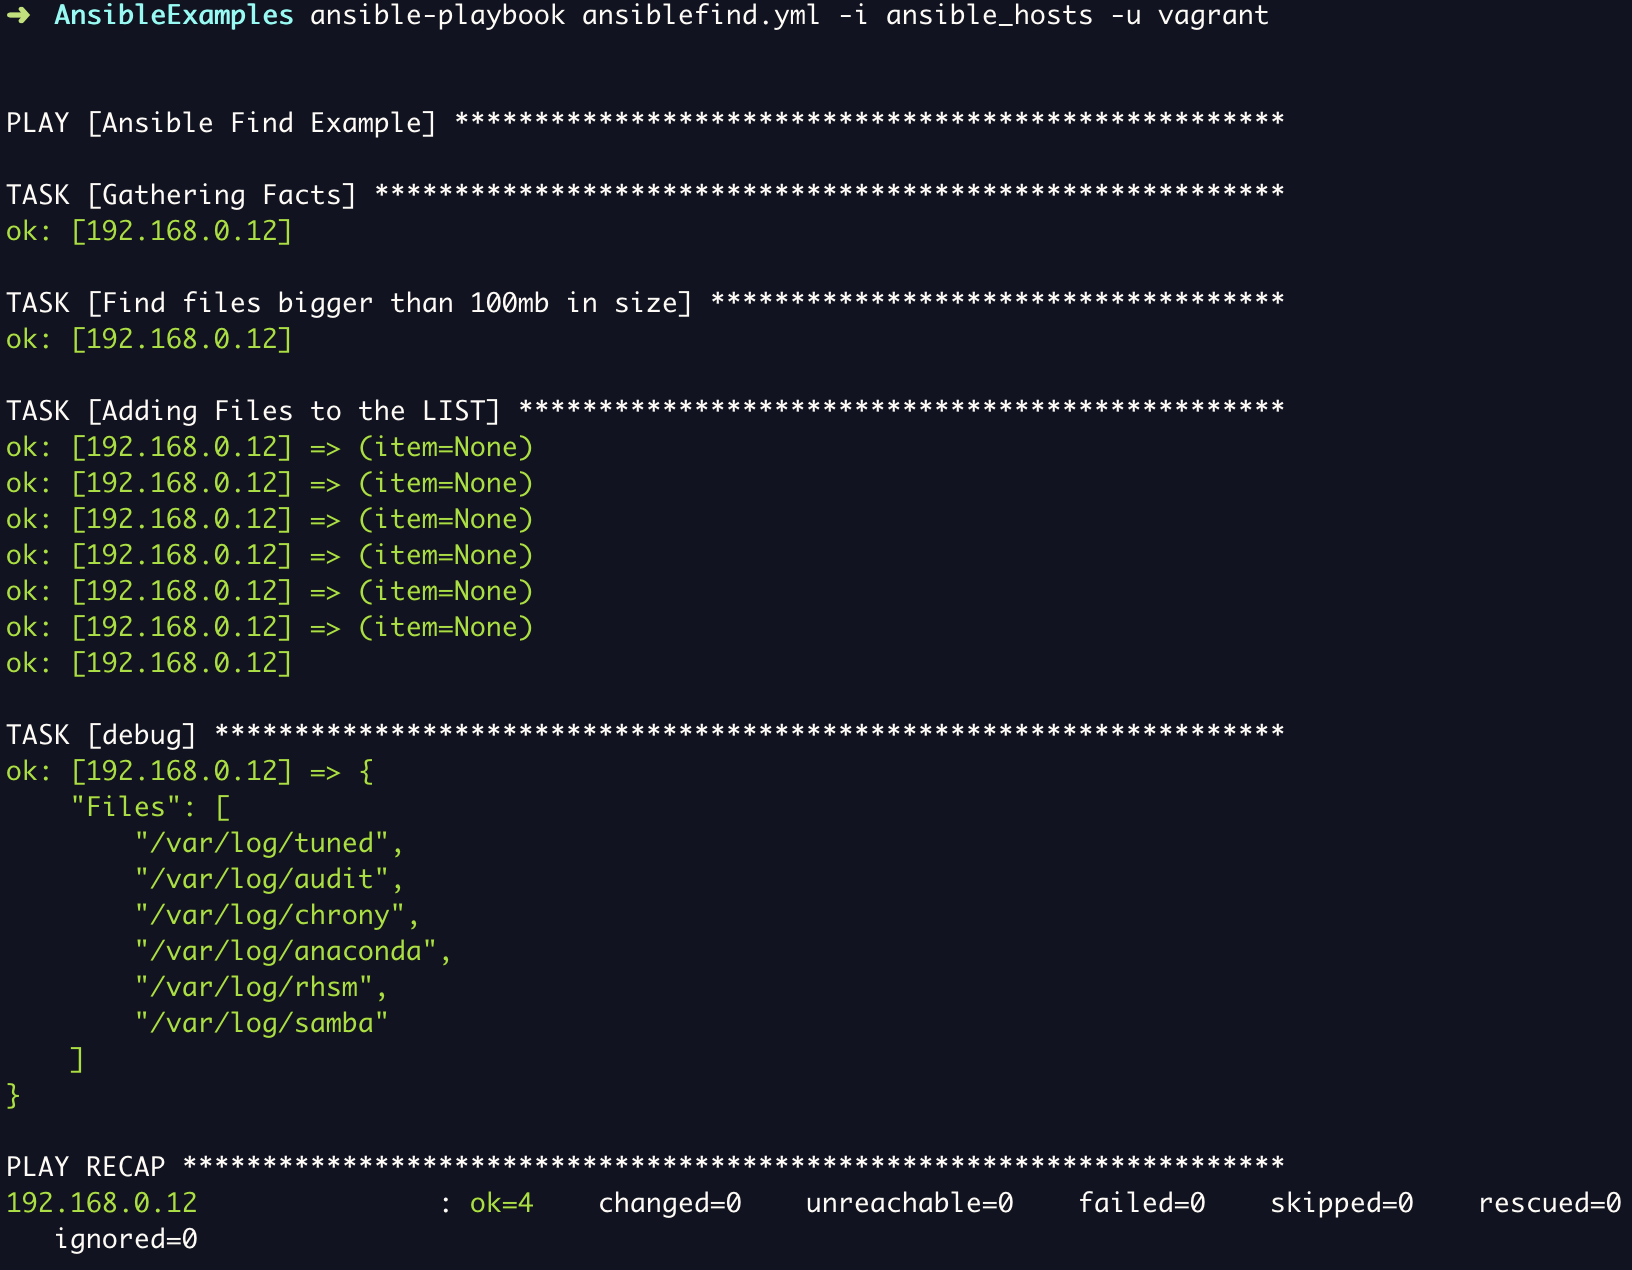 ➜  AnsibleExamples ansible-playbook ansiblefind.yml -i ansible_hosts -u vagrant
PLAY [Ansible Find Example] ****************************************************
TASK [Gathering Facts] *********************************************************
ok: [192.168.0.12]
TASK [Find files bigger than 100mb in size] ************************************
ok: [192.168.0.12]
TASK [Adding Files to the LIST] ************************************************
ok: [192.168.0.12] => (item=None)
ok: [192.168.0.12] => (item=None)
ok: [192.168.0.12] => (item=None)
ok: [192.168.0.12] => (item=None)
ok: [192.168.0.12] => (item=None)
ok: [192.168.0.12] => (item=None)
ok: [192.168.0.12]
TASK [debug] *******************************************************************
ok: [192.168.0.12] => {
    "Files": [
        "/var/log/tuned",
        "/var/log/audit",
        "/var/log/chrony",
        "/var/log/anaconda",
        "/var/log/rhsm",
        "/var/log/samba"
    ]
}
PLAY RECAP *********************************************************************
192.168.0.12               : ok=4    changed=0    unreachable=0    failed=0    skipped=0    rescued=0
   ignored=0